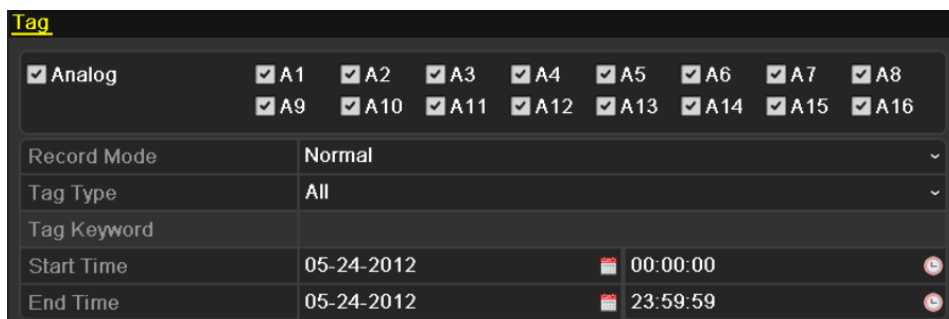 Tag
Analog A1 A2 A3 A4 A5 A6 A7 A8
A9 A10 A11 A12 A13 A14 A15 A16
Record Mode Normal
Tag Type All
Tag Keyword
Start Time 05-24-2012 00:00:00
End Time 05-24-2012 23:59:59